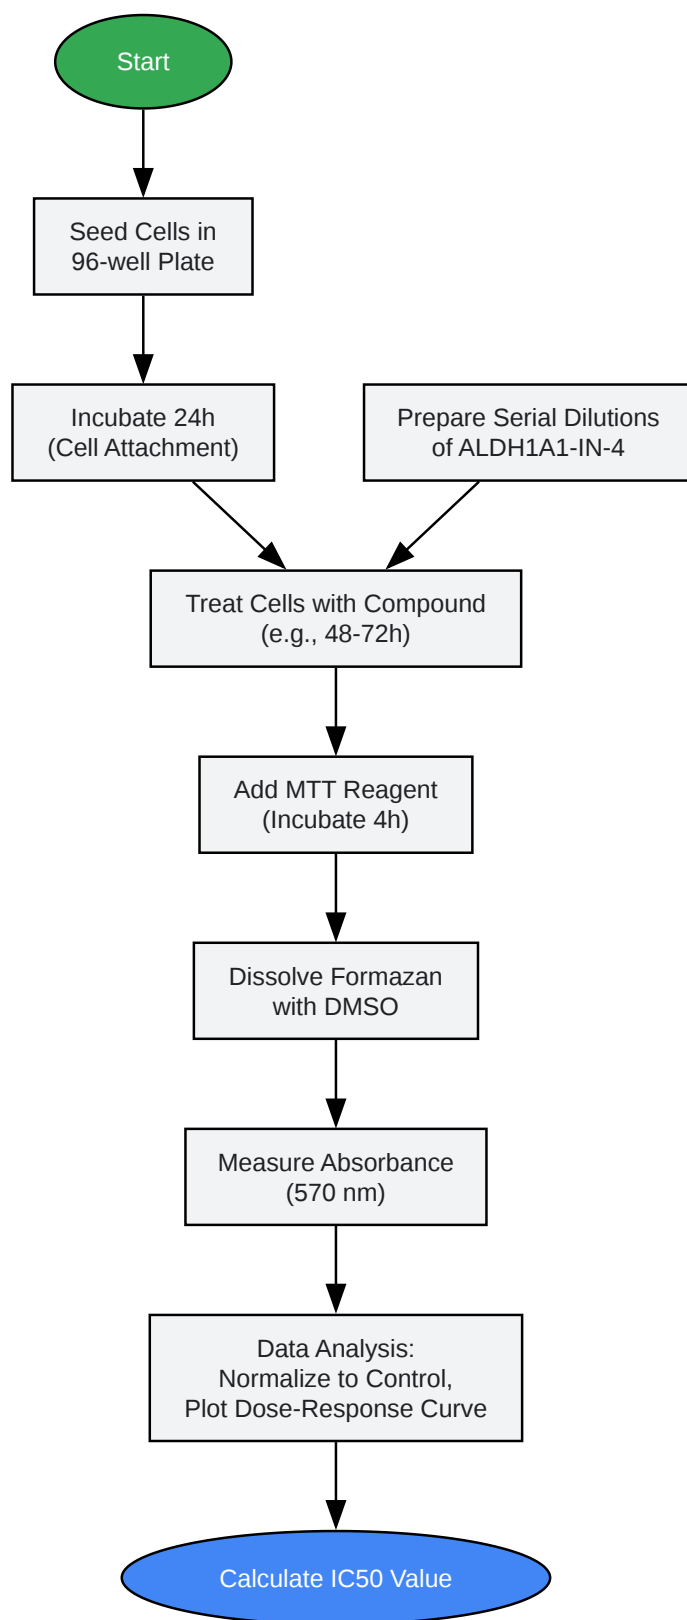 Start
Seed Cells in
96-well Plate
Incubate 24h
(Cell Attachment)
Prepare Serial Dilutions
of ALDH1A1-IN-4
Treat Cells with Compound
(e.g., 48-72h)
Add MTT Reagent
(Incubate 4h)
Dissolve Formazan
with DMSO
Measure Absorbance
(570 nm)
Data Analysis:
Normalize to Control,
Plot Dose-Response Curve
Calculate IC50 Value